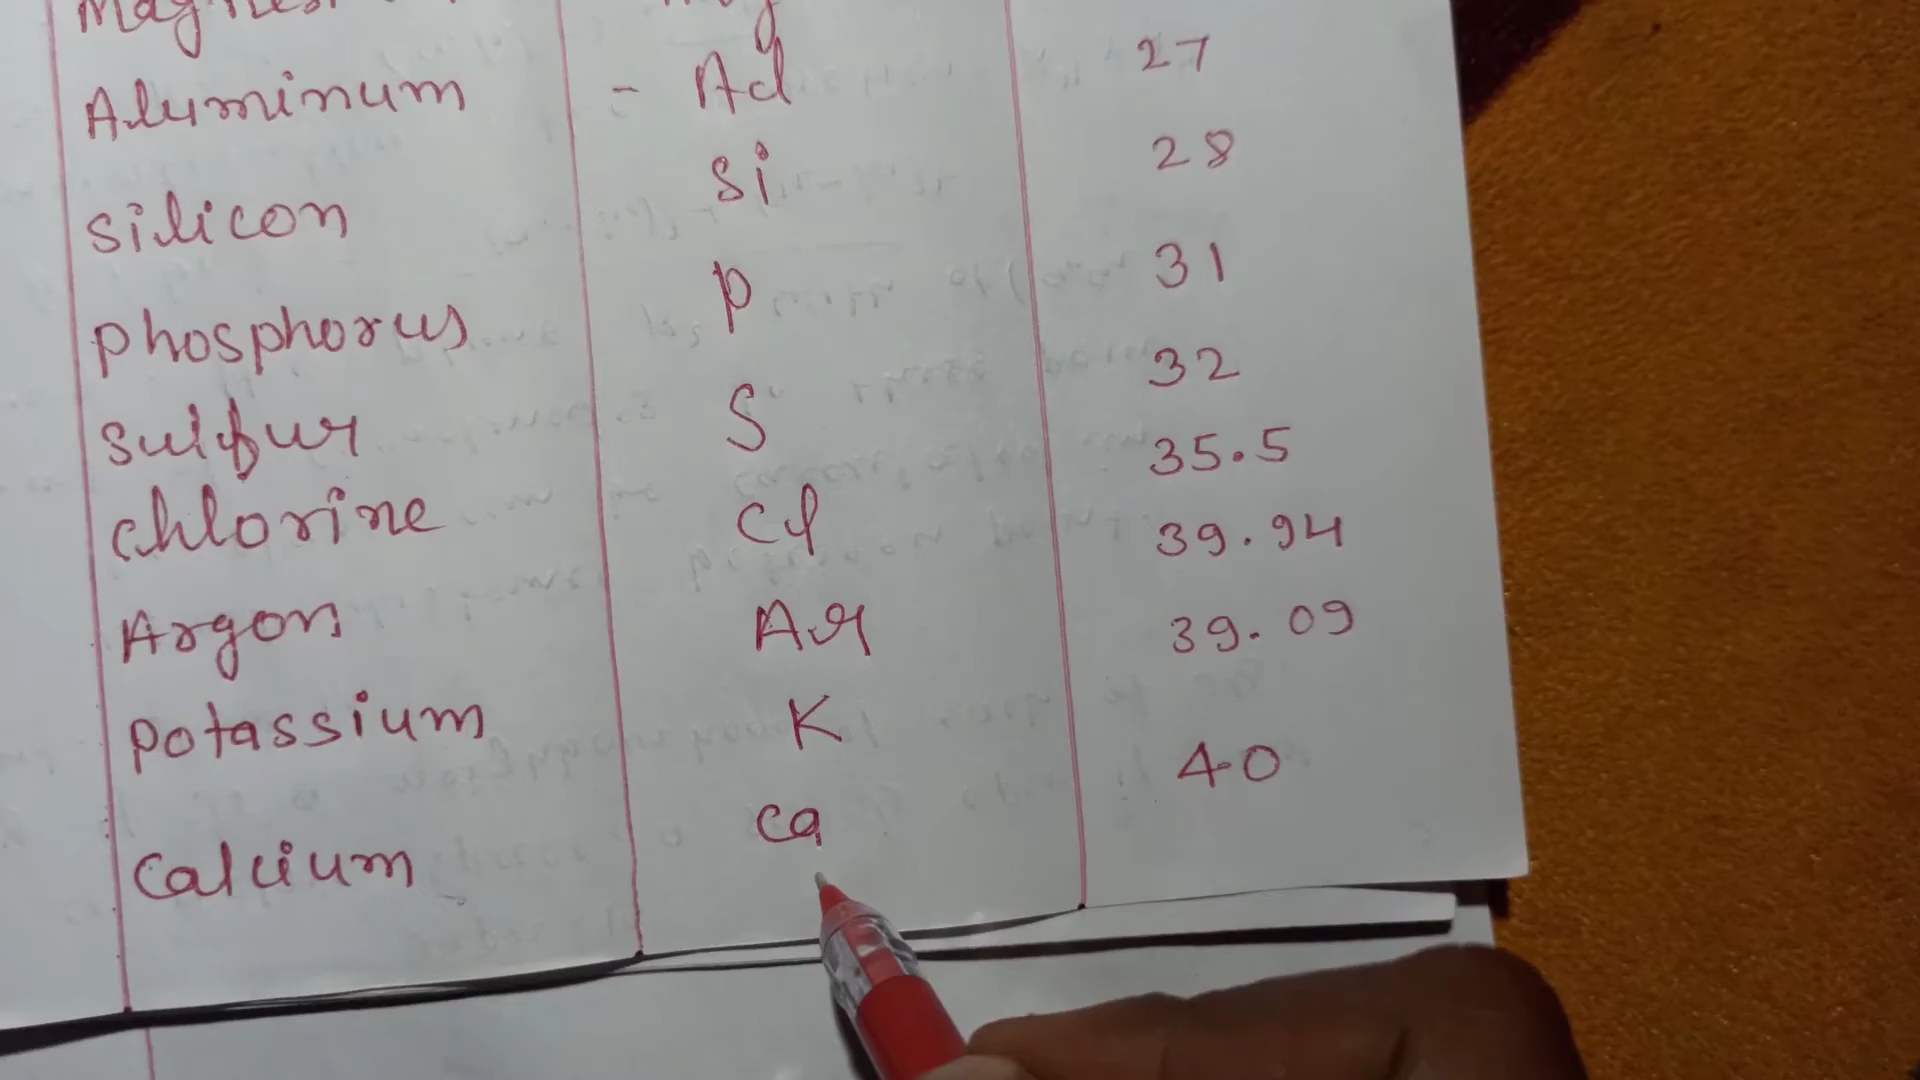 Aluminum - Al 27
Silicon Si 28
Phosphorus P 31
Sulfur S 32
Chlorine Cl 35.5
Argon Ar 39.94
Potassium K 39.09
Calcium Ca 40